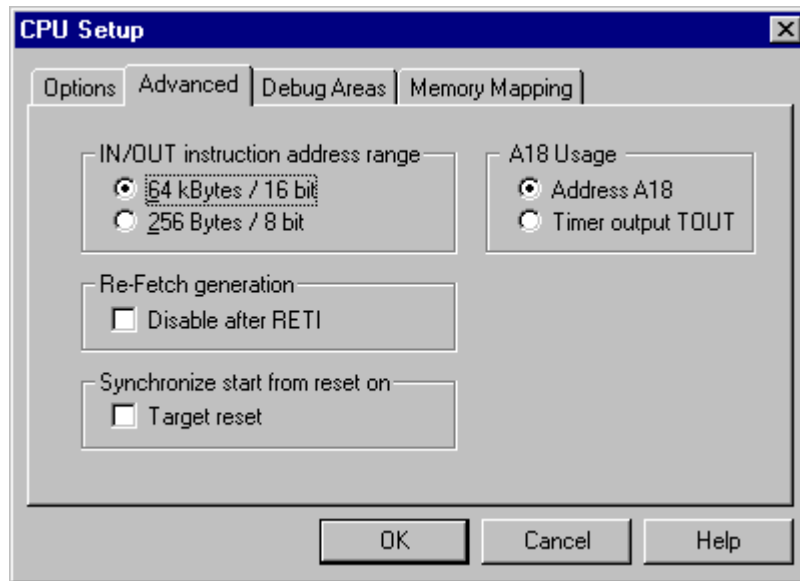 CPU Setup
Options Advanced Debug Areas Memory Mapping
IN/OUT instruction address range
64 kBytes / 16 bit
256 Bytes / 8 bit
A18 Usage
Address A18
Timer output TOUT
Re-Fetch generation
Disable after RETI
Synchronize start from reset on
Target reset
OK Cancel Help